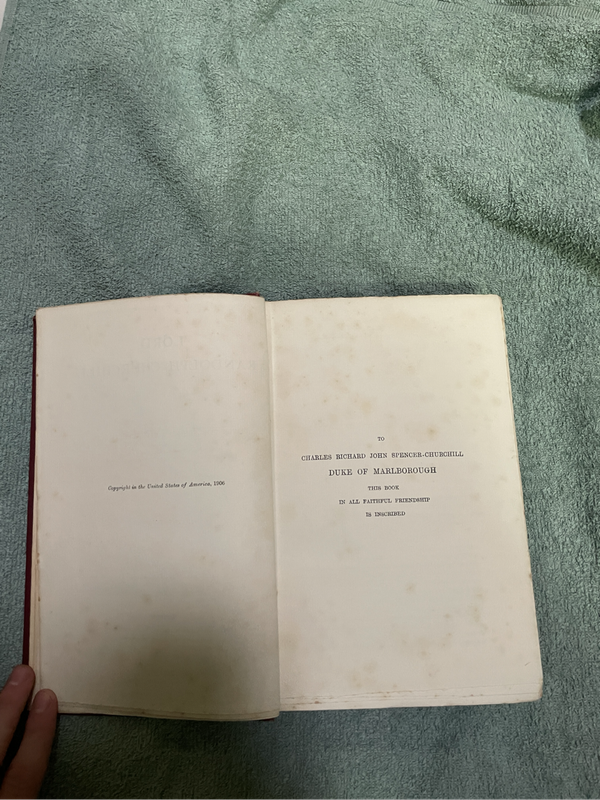 Copyright in the United States of America, 1906
TO
CHARLES RICHARD JOHN SPENCER-CHURCHILL
DUKE OF MARLBOROUGH
THIS BOOK
IN ALL FAITHFUL FRIENDSHIP
IS INSCRIBED